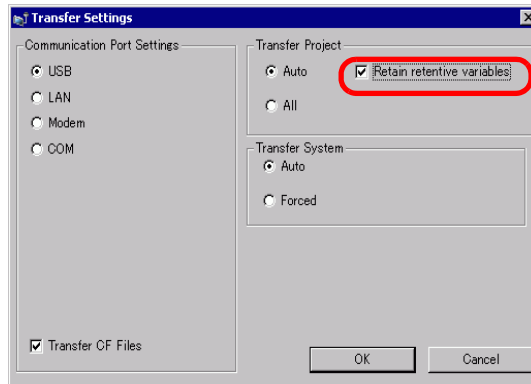 Transfer Settings
Communication Port Settings
USB
LAN
Modem
COM
Transfer CF Files
Transfer Project
Auto
Retain retentive variables
All
Transfer System
Auto
Forced
OK
Cancel